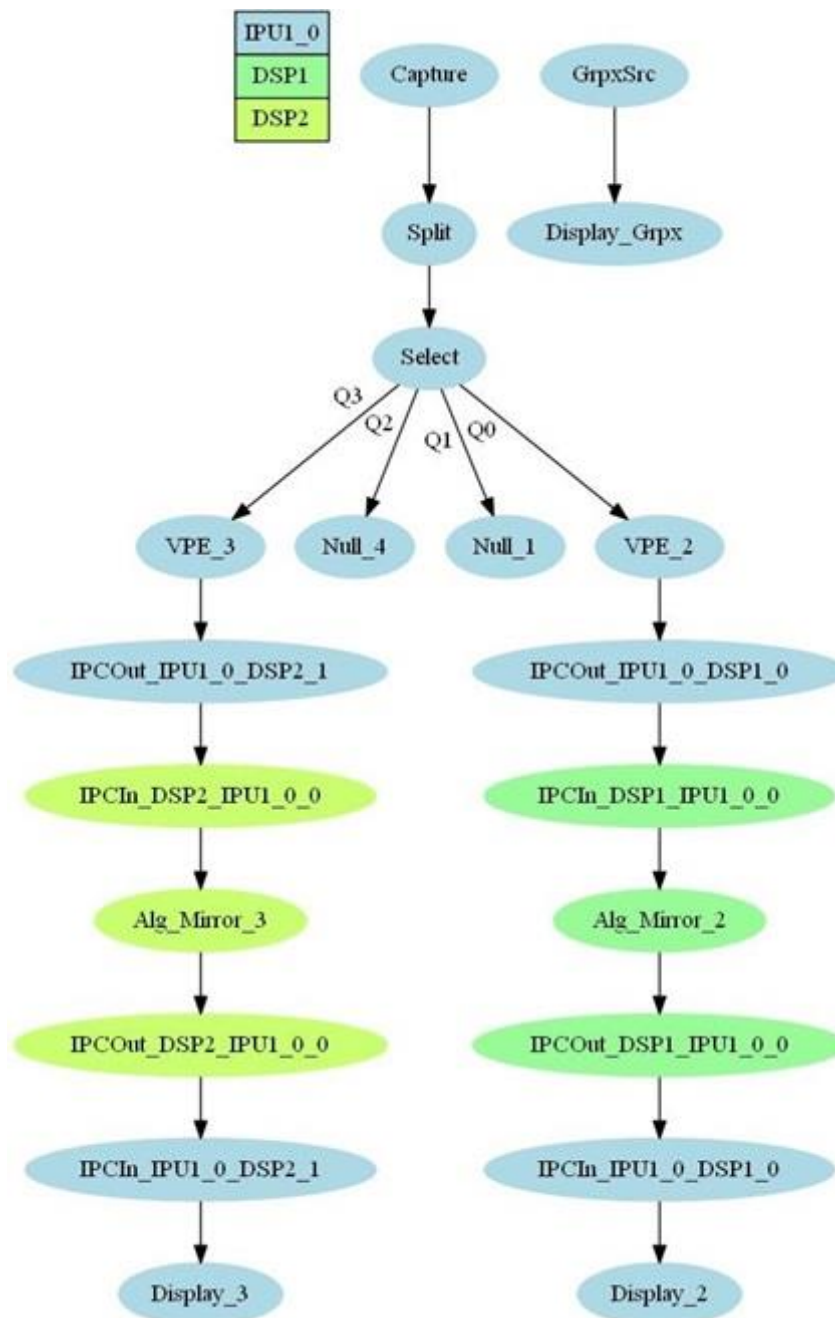 IPU1_0
DSP1
DSP2
Capture
GrpxSrc
Split
Display_Grpx
Select
Q3
Q2
Q1
Q0
VPE_3
Null_4
Null_1
VPE_2
IPCOut_IPU1_0_DSP2_1
IPCOut_IPU1_0_DSP1_0
IPCIn_DSP2_IPU1_0_0
IPCIn_DSP1_IPU1_0_0
Alg_Mirror_3
Alg_Mirror_2
IPCOut_DSP2_IPU1_0_0
IPCOut_DSP1_IPU1_0_0
IPCIn_IPU1_0_DSP2_1
IPCIn_IPU1_0_DSP1_0
Display_3
Display_2